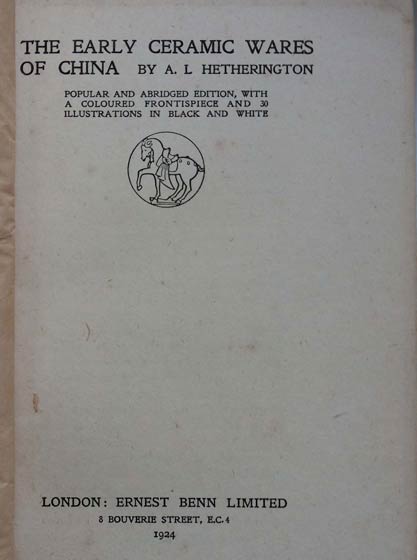 THE EARLY CERAMIC WARES
OF CHINA BY A. L HETHERINGTON
POPULAR AND ABRIDGED EDITION, WITH
A COLOURED FRONTISPIECE AND 30
ILLUSTRATIONS IN BLACK AND WHITE
LONDON: ERNEST BENN LIMITED
8 BOUVERIE STREET, E.C. 4
1924